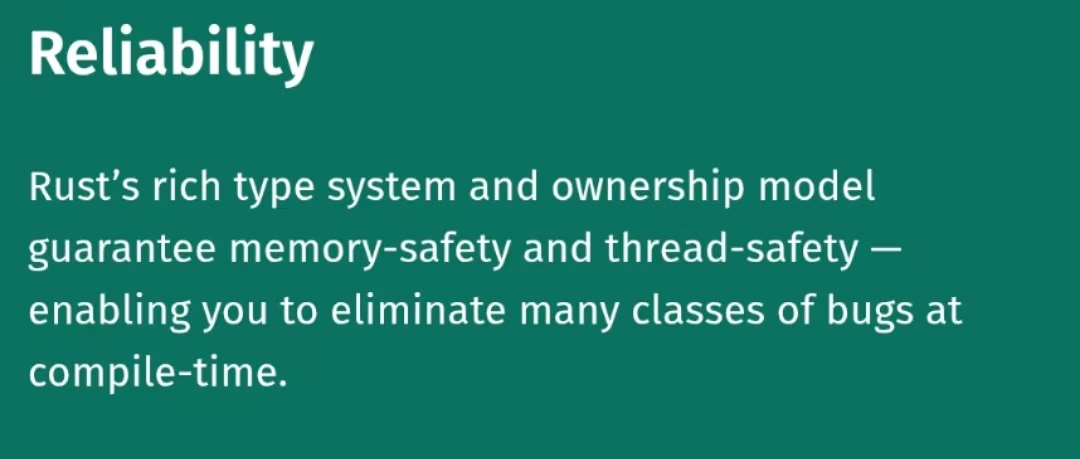 Reliability
Rust’s rich type system and ownership model
guarantee memory-safety and thread-safety —
enabling you to eliminate many classes of bugs at
compile-time.